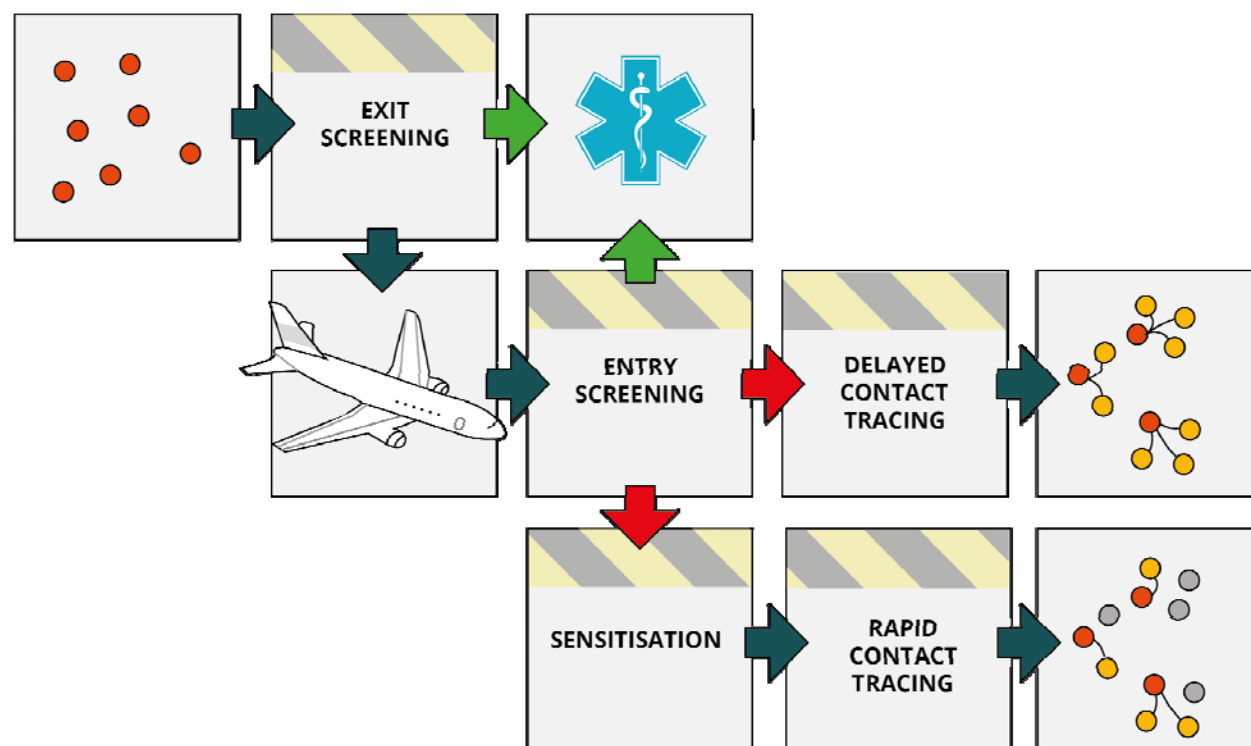 EXIT
SCREENING
ENTRY
SCREENING
DELAYED
CONTACT
TRACING
SENSITISATION
RAPID
CONTACT
TRACING